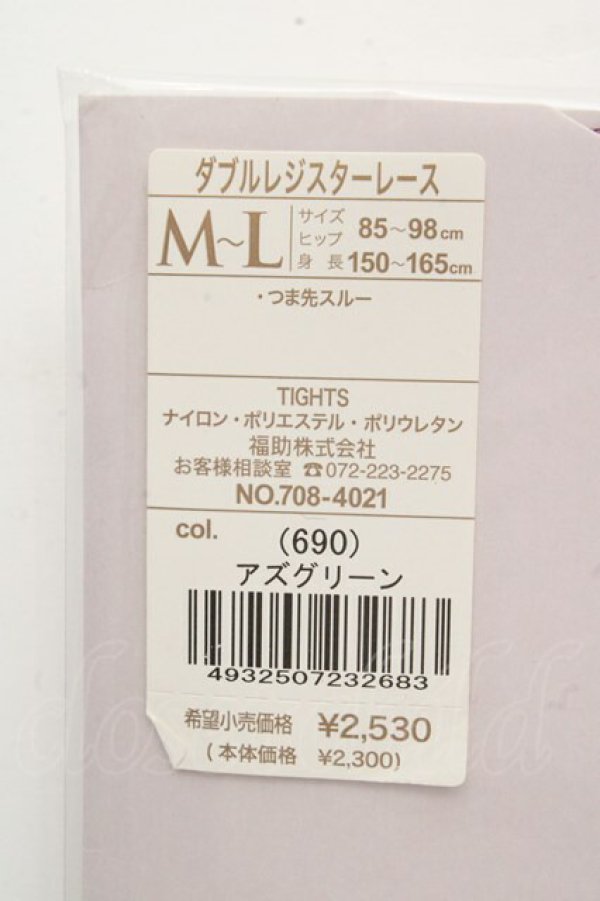 ダブルレジスターレース
M〜L サイズ
ヒップ 85〜98cm
身長 150〜165cm
・つま先スルー
TIGHTS
ナイロン・ポリエステル・ポリウレタン
福助株式会社
お客様相談室 ☎072-223-2275
NO.708-4021
col. (690)
アズグリーン
4932507232683
希望小売価格 ¥2,530
(本体価格 ¥2,300)